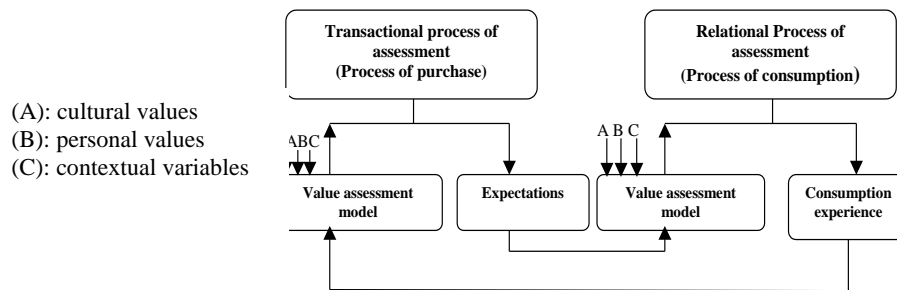 Transactional process of
assessment
(Process of purchase)
Relational Process of
assessment
(Process of consumption)
(A): cultural values
(B): personal values
(C): contextual variables
ABC
A B C
Value assessment
model
Expectations
Value assessment
model
Consumption
experience